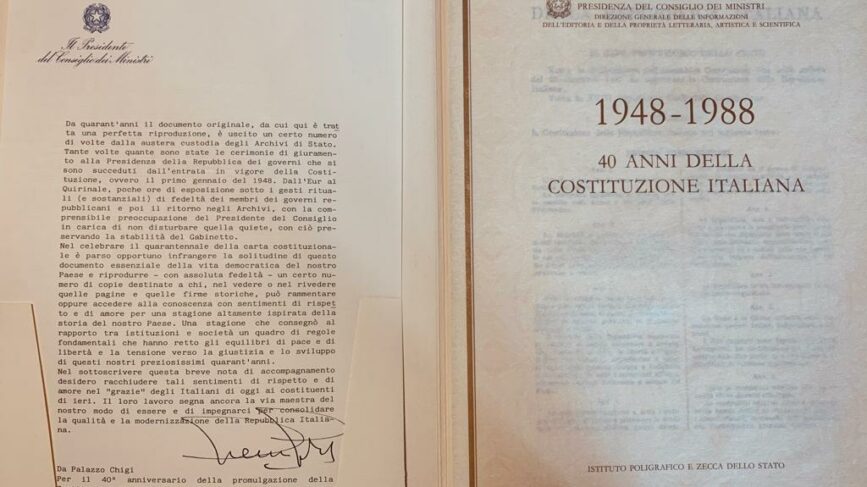 Il Presidente
del Consiglio dei Ministri
Da quarant'anni il documento originale, da cui qui è trat
ta una perfetta riproduzione, è uscito un certo numero
di volte dalla austera custodia degli Archivi di Stato.
Tante volte quante sono state le cerimonie di giuramen-
to alla Presidenza della Repubblica dei governi che si
sono succeduti dall'entrata in vigore della Costi-
tuzione, ovvero il primo gennaio del 1948. Dall'Eur al
Quirinale, poche ore di esposizione sotto i gesti ritua-
li (e sostanziali) di fedeltà dei membri dei governi re-
pubblicani e poi il ritorno negli Archivi, con la com-
prensibile preoccupazione del Presidente del Consiglio
in carica di non disturbare quella quiete, con ciò pre-
servando la stabilità del Gabinetto.
Nel celebrare il quarantennale della carta costituziona-
le è parso opportuno infrangere la solitudine di questo
documento essenziale della vita democratica del nostro
Paese e riprodurre - con assoluta fedeltà - un certo nu-
mero di copie destinate a chi, nel vedere o nel rivedere
quelle pagine e quelle firme storiche, può rammentare
oppure accedere alla conoscenza con sentimenti di rispet
to e di amore per una stagione altamente ispirata della
storia del nostro Paese. Una stagione che consegnò al
rapporto tra istituzioni e società un quadro di regole
fondamentali che hanno retto gli equilibri di pace e di
libertà e la tensione verso la giustizia e lo sviluppo
di questi nostri preziosissimi quarant'anni.
Nel sottoscrivere questa breve nota di accompagnamento
desidero racchiudere tali sentimenti di rispetto e di
amore nel "grazie" degli Italiani di oggi ai costituenti
di ieri. Il loro lavoro segna ancora la via maestra del
nostro modo di essere e di impegnarci per consolidare
la qualità e la modernizzazione della Repubblica Italia-
na.
Da Palazzo Chigi
Per il 40° anniversario della promulgazione della
PRESIDENZA DEL CONSIGLIO DEI MINISTRI
DIREZIONE GENERALE DELLE INFORMAZIONI
DELL'EDITORIA E DELLA PROPRIETÀ LETTERARIA, ARTISTICA E SCIENTIFICA
1948-1988
40 ANNI DELLA
COSTITUZIONE ITALIANA
ISTITUTO POLIGRAFICO E ZECCA DELLO STATO